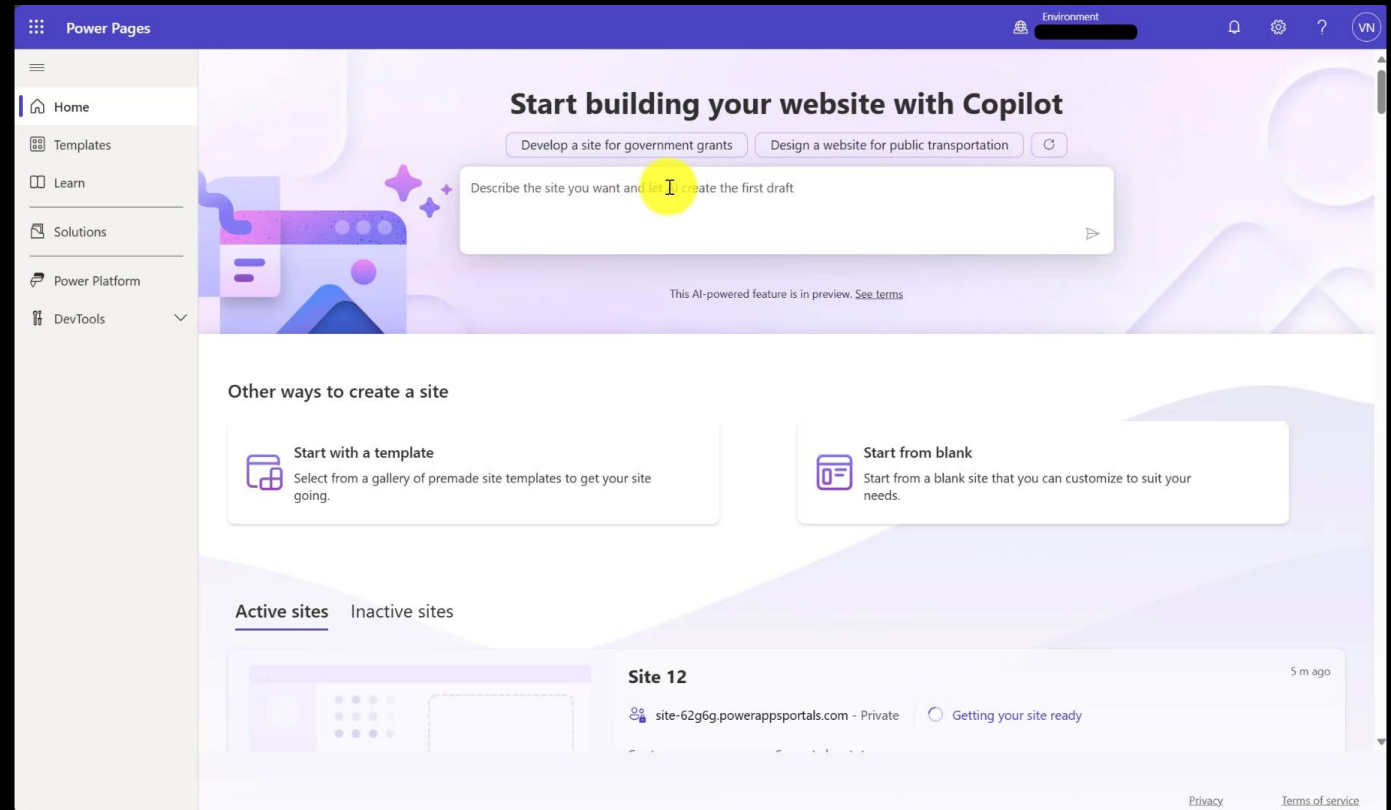 Power Pages
Environment
VN
Home
Templates
Learn
Solutions
Power Platform
DevTools
Start building your website with Copilot
Develop a site for government grants
Design a website for public transportation
Describe the site you want and let AI create the first draft
This AI-powered feature is in preview. See terms
Other ways to create a site
Start with a template
Select from a gallery of premade site templates to get your site
going.
Start from blank
Start from a blank site that you can customize to suit your
needs.
Active sites
Inactive sites
Site 12
5 m ago
site-62g6g.powerappsportals.com - Private
Getting your site ready
Privacy
Terms of service